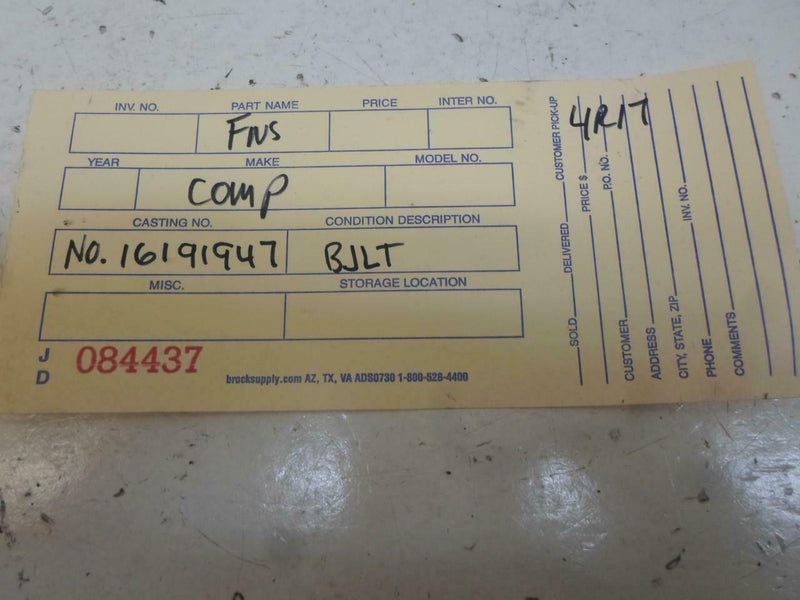 INV. NO. PART NAME PRICE INTER NO.
FNS
YEAR MAKE MODEL NO.
COMP
CASTING NO. CONDITION DESCRIPTION
NO. 16191947 BJLT
MISC. STORAGE LOCATION
J D 084437
brocksupply.com AZ, TX, VA ADS0730 1-800-528-4400
4R17
SOLD DELIVERED CUSTOMER PICK-UP
PRICE $
P.O. NO.
CUSTOMER
ADDRESS
CITY, STATE, ZIP
INV. NO.
PHONE
COMMENTS